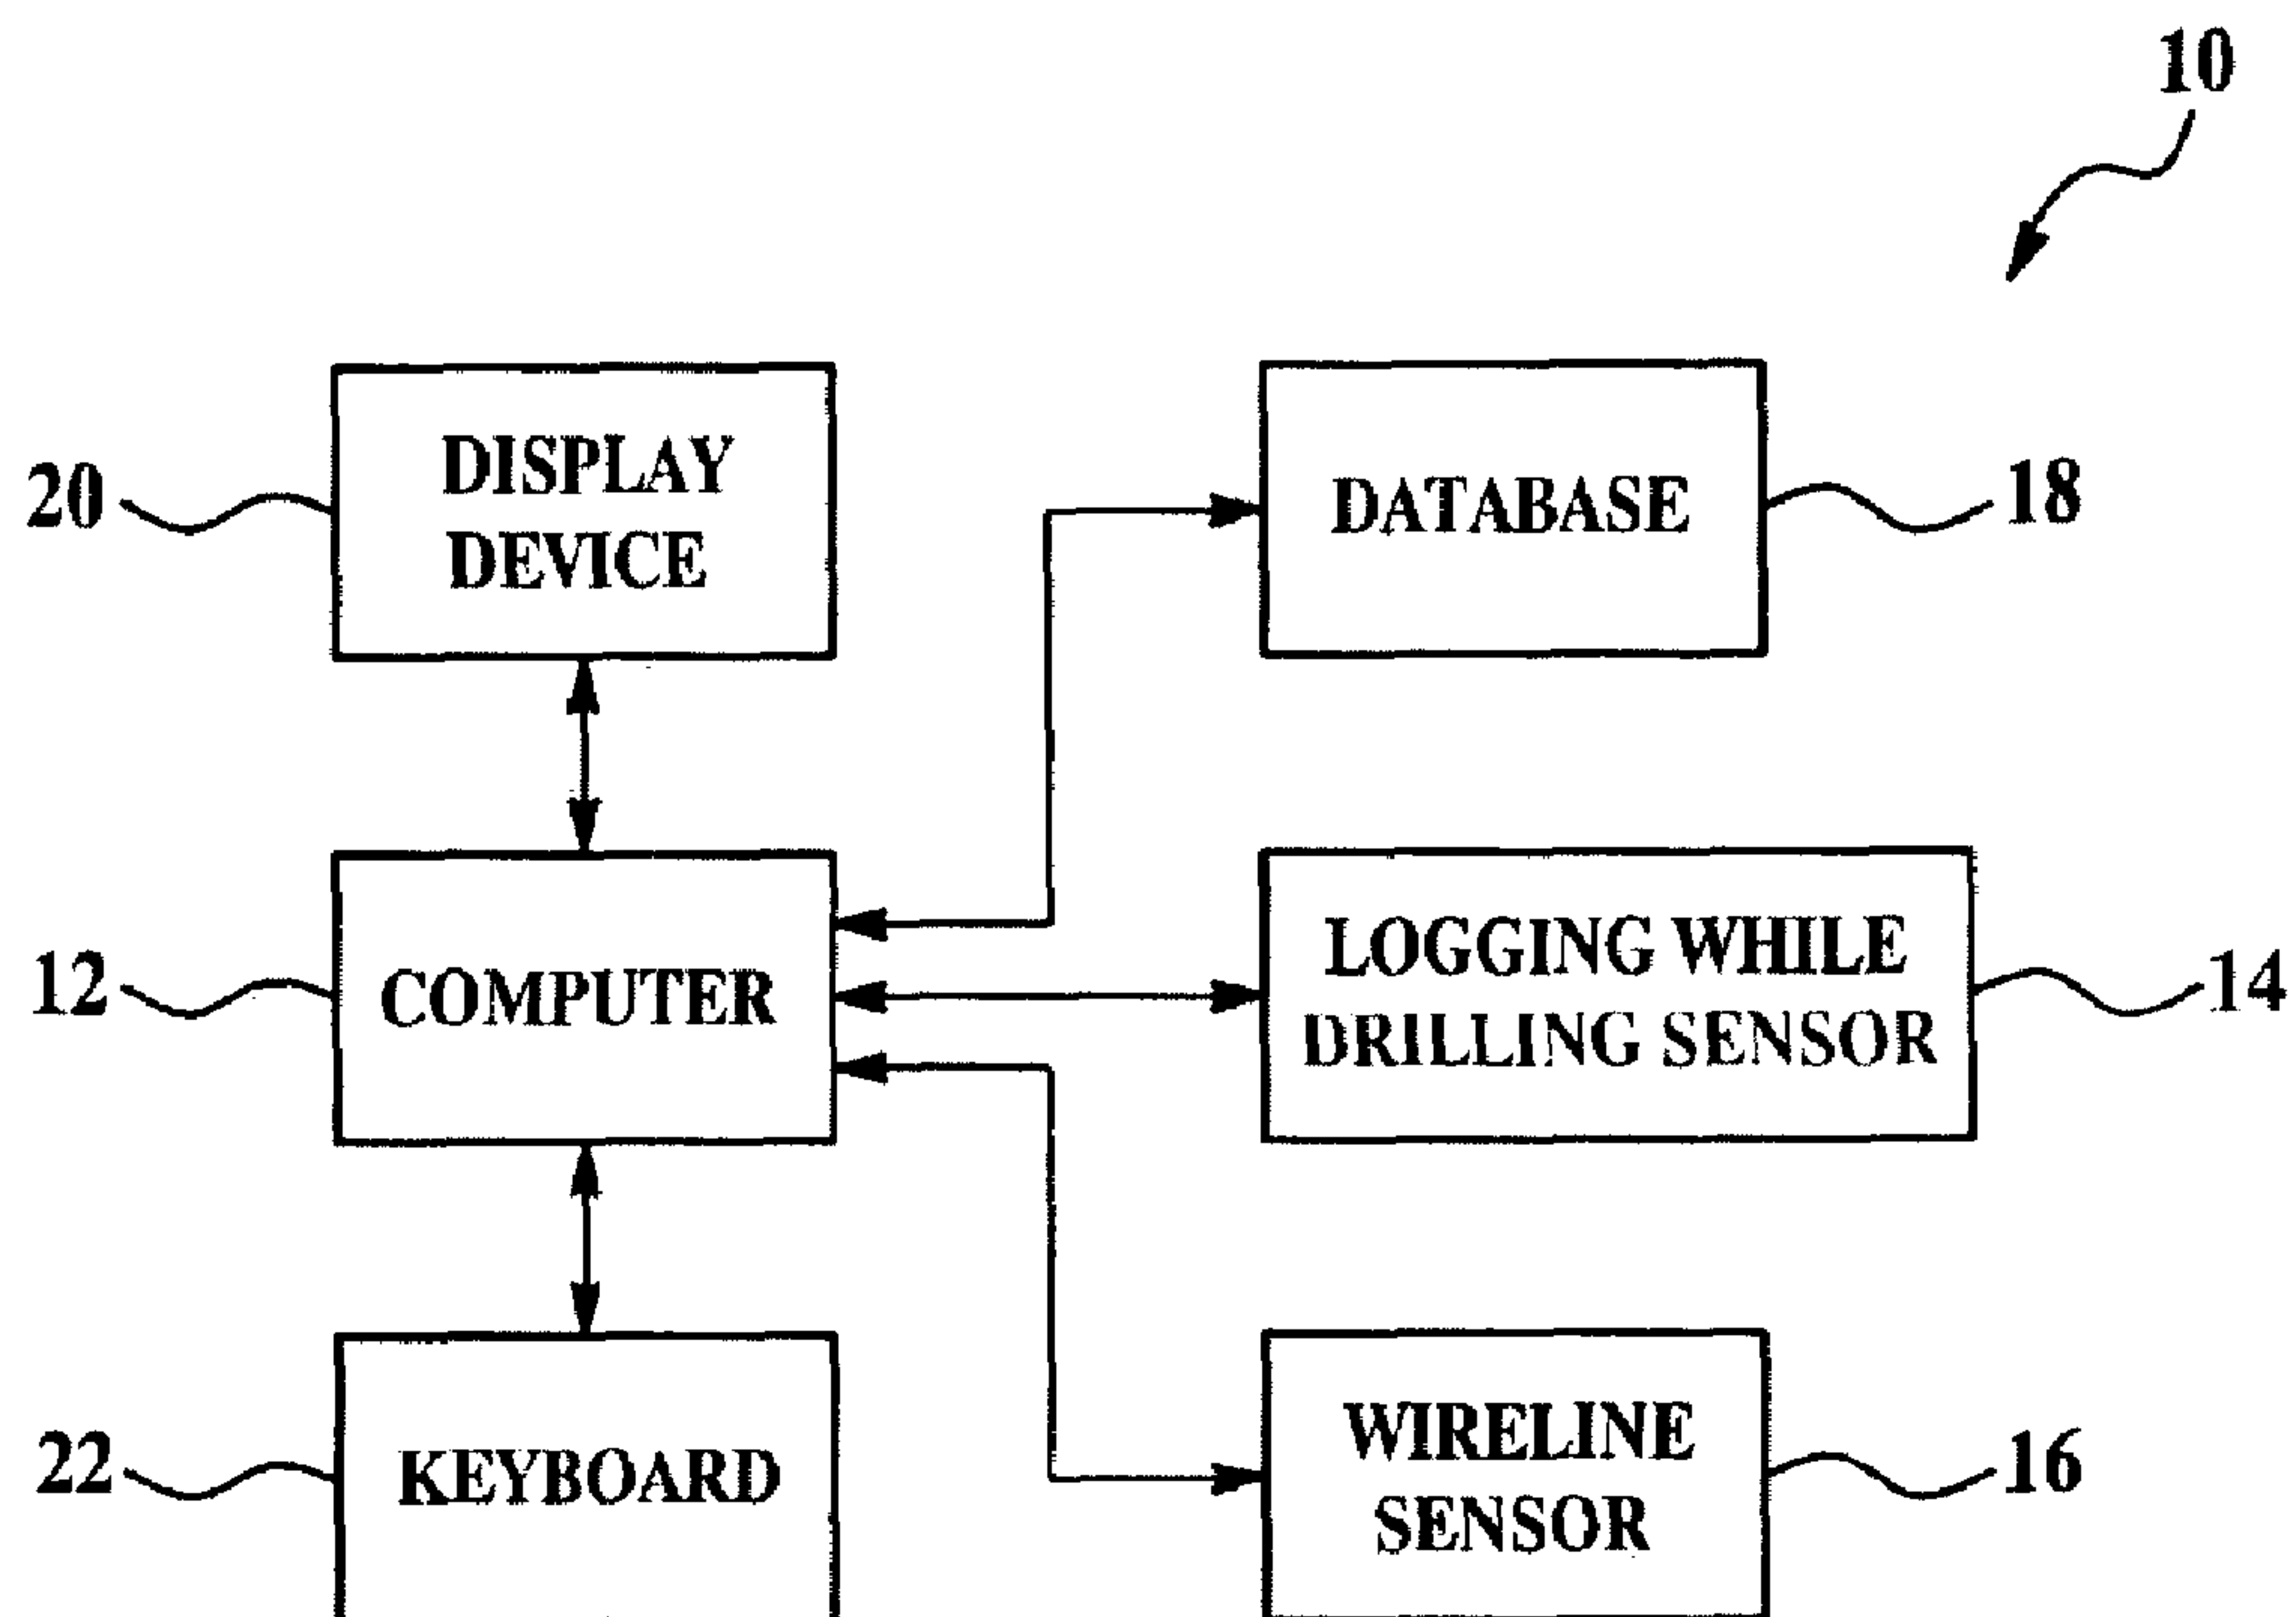 10
20
DISPLAY
DEVICE
DATABASE
18
12
COMPUTER
LOGGING WHILE
DRILLING SENSOR
14
22
KEYBOARD
WIRELINE
SENSOR
16